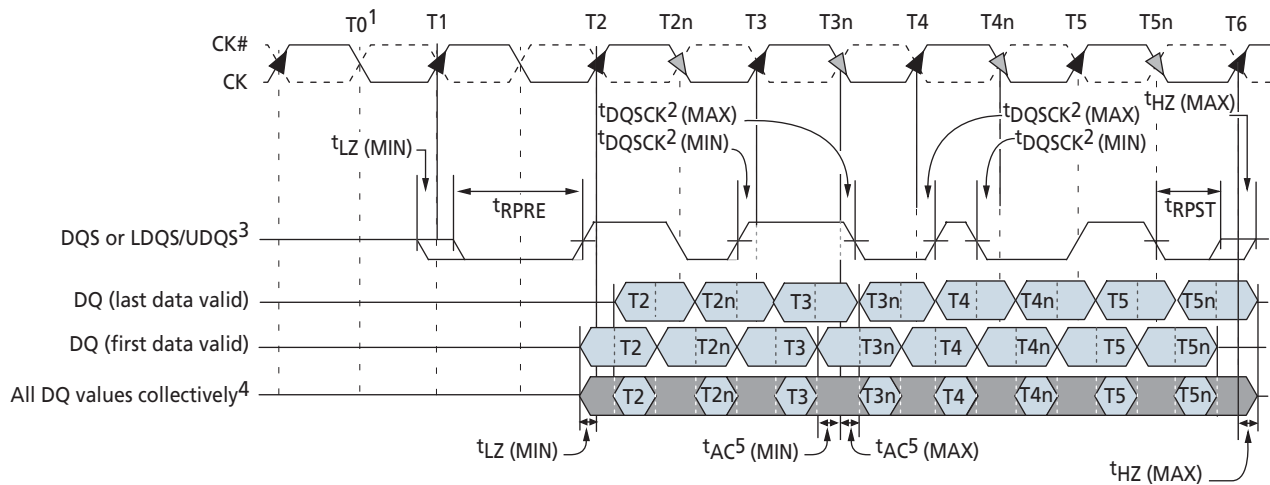 T0¹ T1 T2 T2n T3 T3n T4 T4n T5 T5n T6
CK#
CK
tDQSCK² (MAX) tDQSCK² (MAX) tHZ (MAX)
tLZ (MIN) tDQSCK² (MIN) tDQSCK² (MIN)
tRPRE tRPST
DQS or LDQS/UDQS³
DQ (last data valid) T2 T2n T3 T3n T4 T4n T5 T5n
DQ (first data valid) T2 T2n T3 T3n T4 T4n T5 T5n
All DQ values collectively⁴ T2 T2n T3 T3n T4 T4n T5 T5n
tLZ (MIN) tAC⁵ (MIN) tAC⁵ (MAX)
tHZ (MAX)